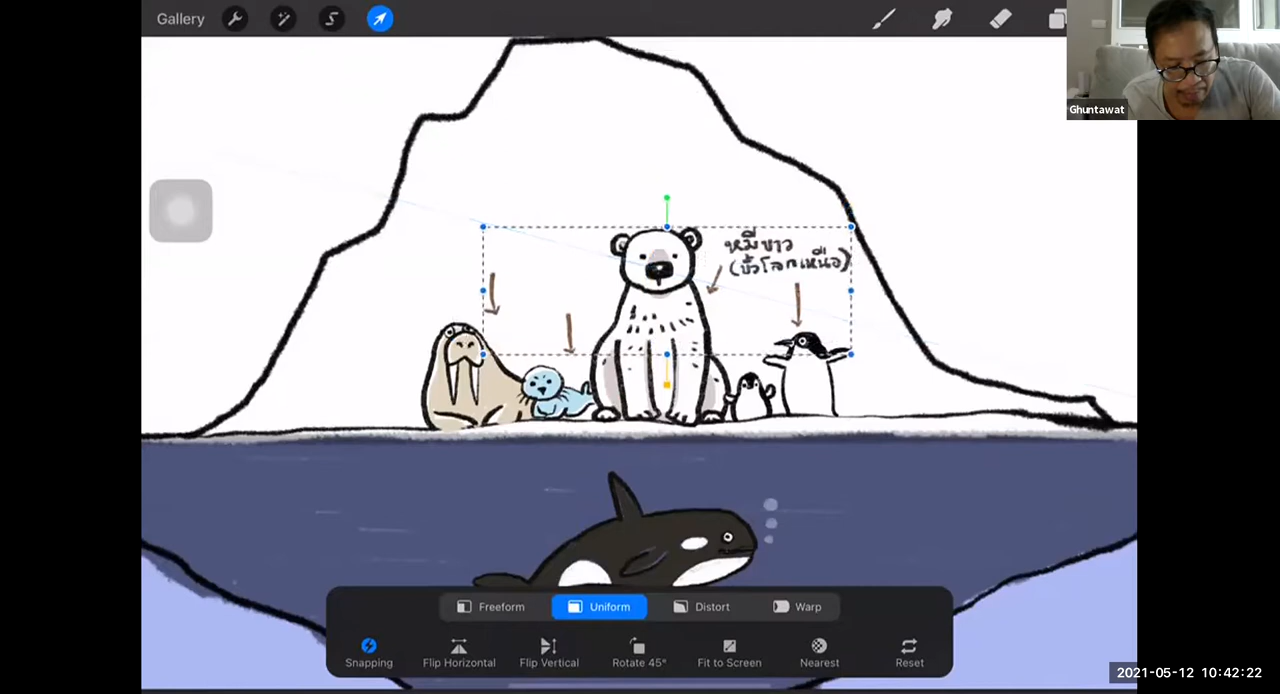 Gallery
Ghuntawat
หมีขาว
(ขั้วโลกเหนือ)
Freeform
Uniform
Distort
Warp
Snapping
Flip Horizontal
Flip Vertical
Rotate 45°
Fit to Screen
Nearest
Reset
2021-05-12 10:42:22